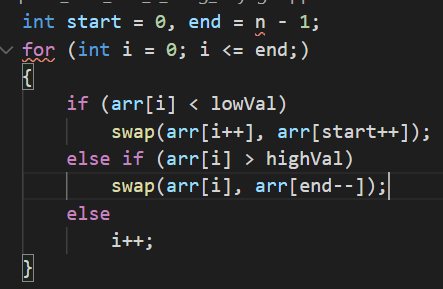 int start = 0, end = n - 1;
for (int i = 0; i <= end;)
{
    if (arr[i] < lowVal)
        swap(arr[i++], arr[start++]);
    else if (arr[i] > highVal)
        swap(arr[i], arr[end--]);
    else
        i++;
}